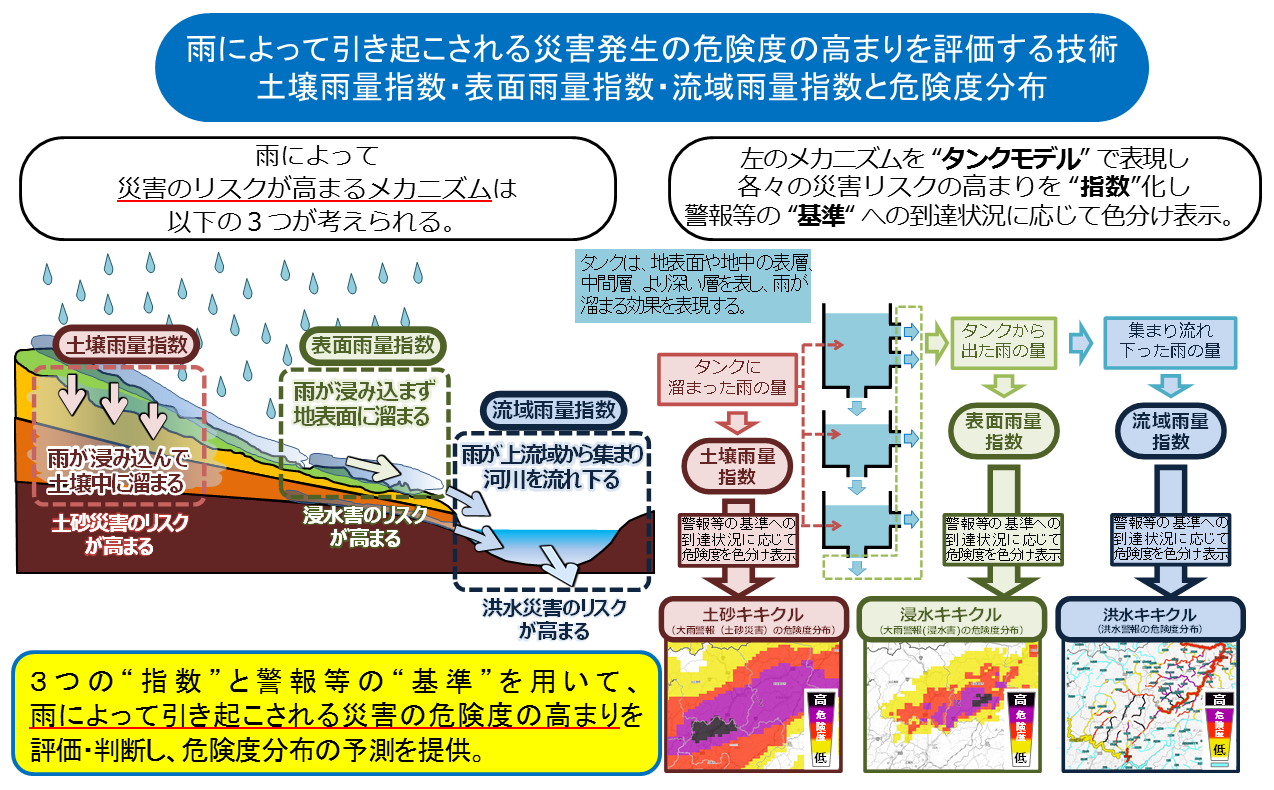 雨によって引き起こされる災害発生の危険度の高まりを評価する技術
土壌雨量指数・表面雨量指数・流域雨量指数と危険度分布
雨によって
災害のリスクが高まるメカニズムは
以下の３つが考えられる。
左のメカニズムを “タンクモデル” で表現し
各々の災害リスクの高まりを “指数”化し
警報等の “基準“ への到達状況に応じて色分け表示。
タンクは、地表面や地中の表層、
中間層、より深い層を表し、雨が
溜まる効果を表現する。
土壌雨量指数
雨が浸み込んで
土壌中に溜まる
土砂災害のリスク
が高まる
表面雨量指数
雨が浸み込まず
地表面に溜まる
浸水害のリスク
が高まる
流域雨量指数
雨が上流域から集まり
河川を流れ下る
洪水災害のリスク
が高まる
タンクに
溜まった雨の量
タンクから
出た雨の量
集まり流れ
下った雨の量
土壌雨量
指数
表面雨量
指数
流域雨量
指数
警報等の基準への
到達状況に応じて
危険度を色分け表示
警報等の基準への
到達状況に応じて
危険度を色分け表示
警報等の基準への
到達状況に応じて
危険度を色分け表示
土砂キキクル
（大雨警報（土砂災害）の危険度分布）
高
危険度
低
浸水キキクル
（大雨警報(浸水害)の危険度分布）
高
危険度
低
洪水キキクル
（洪水警報の危険度分布）
高
危険度
低
３つの“指数”と警報等の“基準”を用いて、
雨によって引き起こされる災害の危険度の高まりを
評価・判断し、危険度分布の予測を提供。